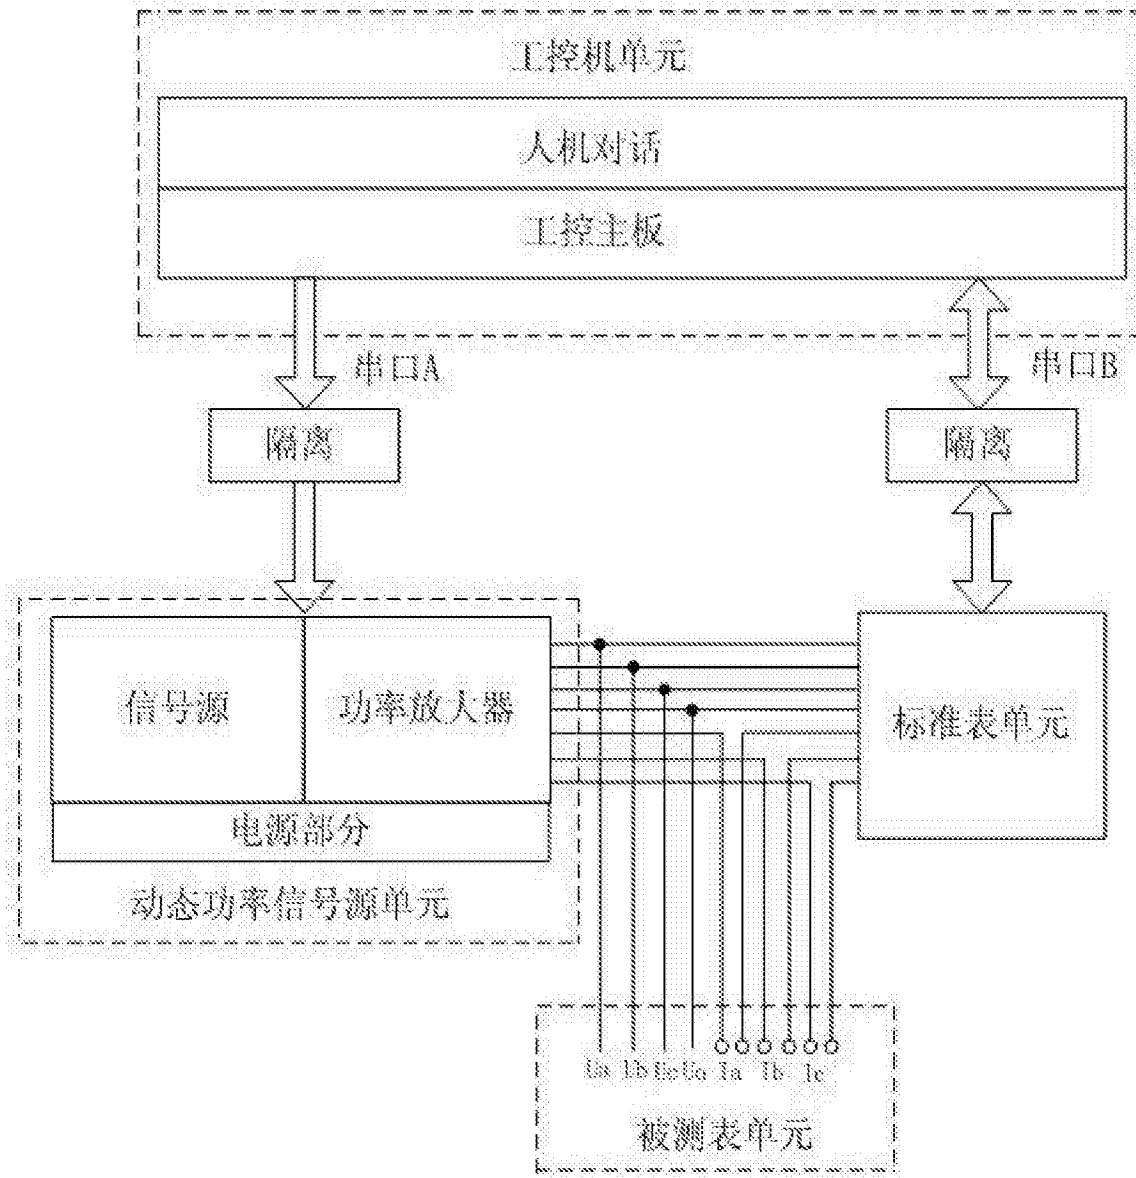 工控机单元
人机对话
工控主板
串口A
串口B
隔离
隔离
信号源
功率放大器
标准表单元
电源部分
动态功率信号源单元
Ua Ub Uc Uo Ia Ib Ic
被测表单元